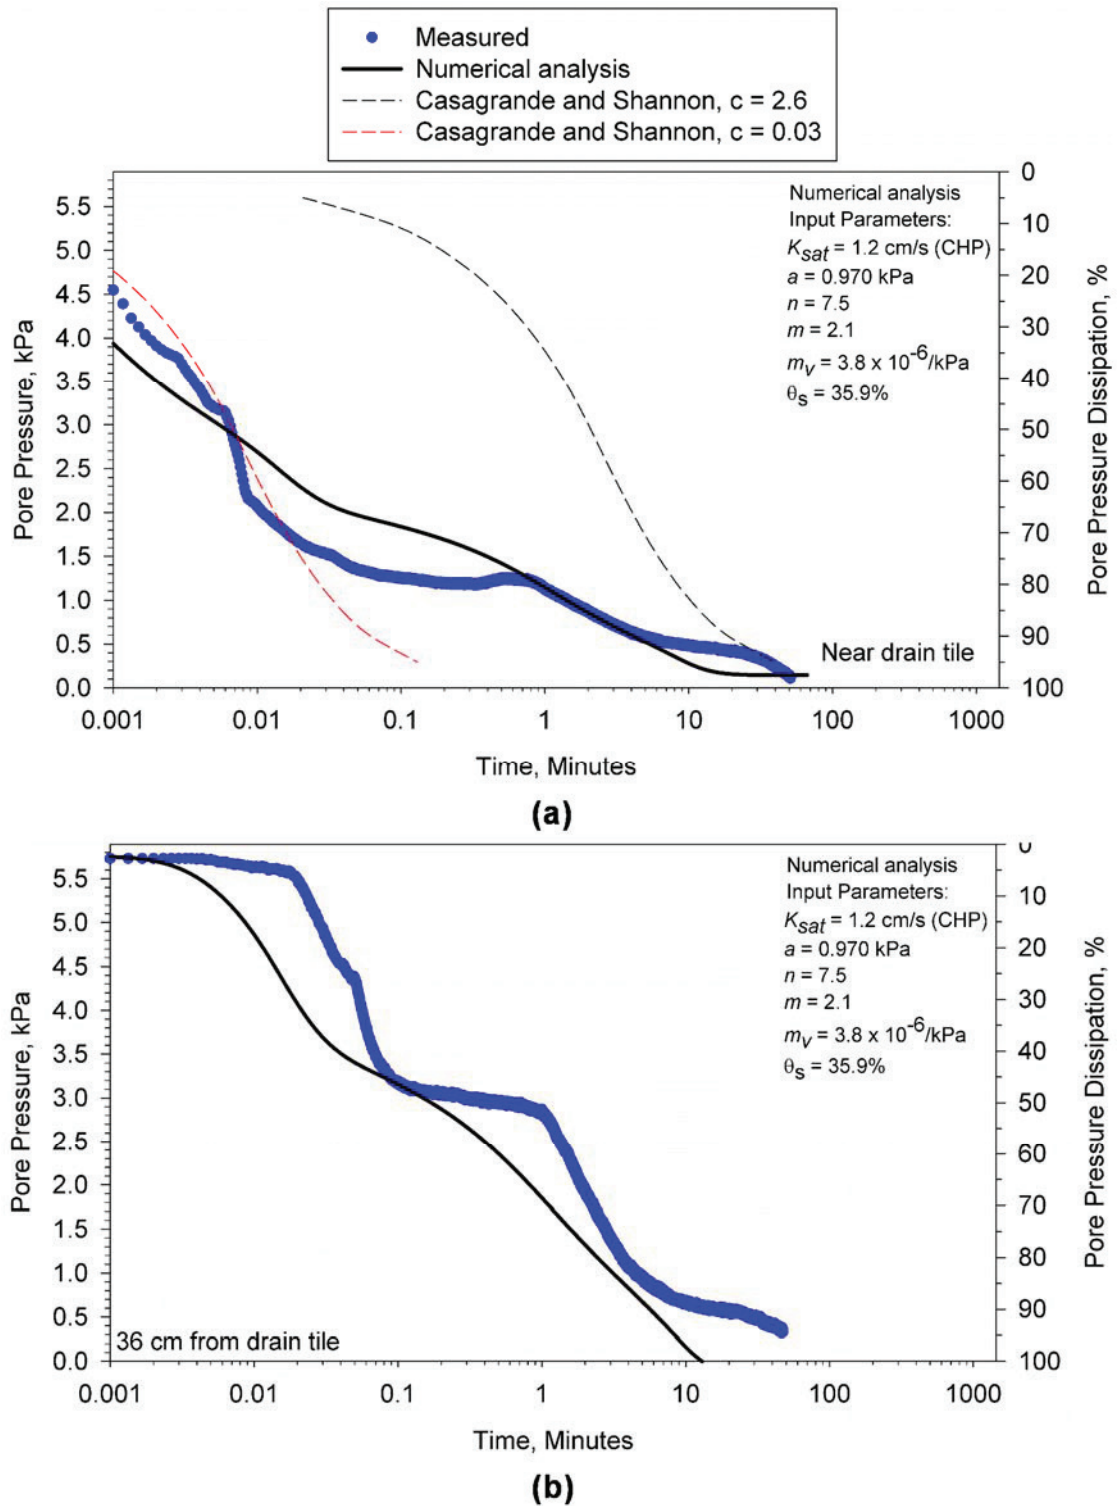 Measured
Numerical analysis
Casagrande and Shannon, c = 2.6
Casagrande and Shannon, c = 0.03
Pore Pressure, kPa
5.5
5.0
4.5
4.0
3.5
3.0
2.5
2.0
1.5
1.0
0.5
0.0
Numerical analysis
Input Parameters:
Ksat = 1.2 cm/s (CHP)
a = 0.970 kPa
n = 7.5
m = 2.1
mv = 3.8 x 10-6/kPa
θs = 35.9%
Near drain tile
0
10
20
30
40
50
60
70
80
90
100
Pore Pressure Dissipation, %
0.001 0.01 0.1 1 10 100 1000
Time, Minutes
(a)
Pore Pressure, kPa
5.5
5.0
4.5
4.0
3.5
3.0
2.5
2.0
1.5
1.0
0.5
0.0
Numerical analysis
Input Parameters:
Ksat = 1.2 cm/s (CHP)
a = 0.970 kPa
n = 7.5
m = 2.1
mv = 3.8 x 10-6/kPa
θs = 35.9%
36 cm from drain tile
0
10
20
30
40
50
60
70
80
90
100
Pore Pressure Dissipation, %
0.001 0.01 0.1 1 10 100 1000
Time, Minutes
(b)